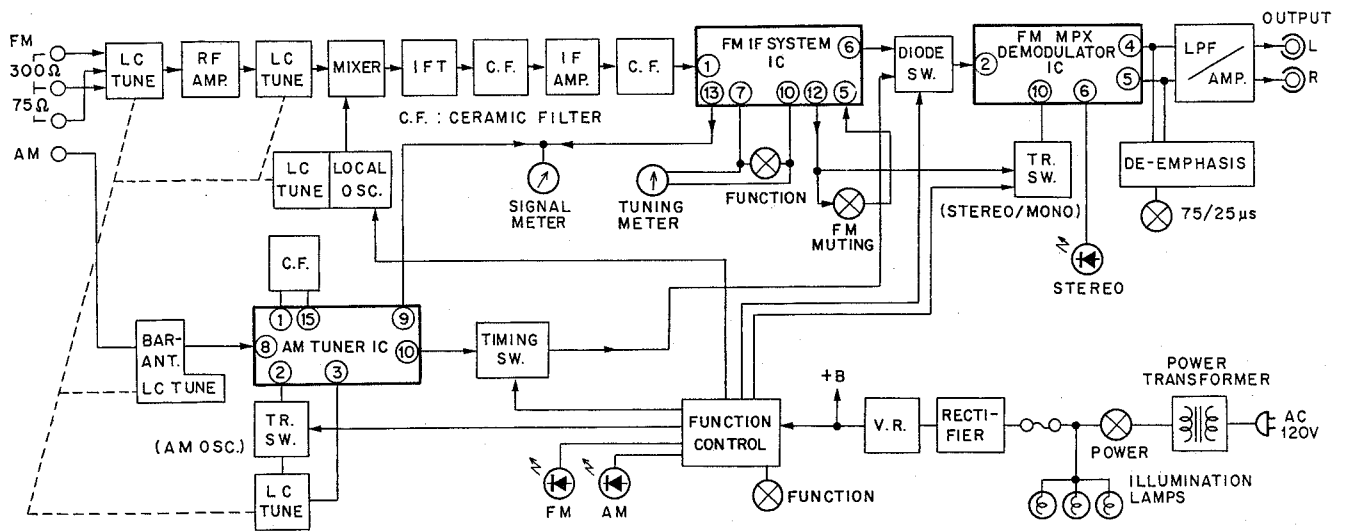 FM
300Ω
75Ω
AM
LC
TUNE
RF
AMP.
LC
TUNE
MIXER
IFT
C.F.
IF
AMP.
C.F.
C.F. : CERAMIC FILTER
FM IF SYSTEM
IC
1
6
13
7
10
12
5
DIODE
SW.
FM MPX
DEMODULATOR
IC
2
4
5
10
6
LPF
AMP.
OUTPUT
L
R
LC
TUNE
LOCAL
OSC.
SIGNAL
METER
TUNING
METER
FUNCTION
FM
MUTING
TR.
SW.
(STEREO/MONO)
DE-EMPHASIS
75/25μs
STEREO
C.F.
1
15
9
8
AM TUNER IC
10
2
3
BAR-
ANT.
LC TUNE
TIMING
SW.
TR.
SW.
(AM OSC.)
LC
TUNE
FUNCTION
CONTROL
FM
AM
FUNCTION
+B
V.R.
RECTI-
FIER
POWER
POWER
TRANSFORMER
AC
120V
ILLUMINATION
LAMPS